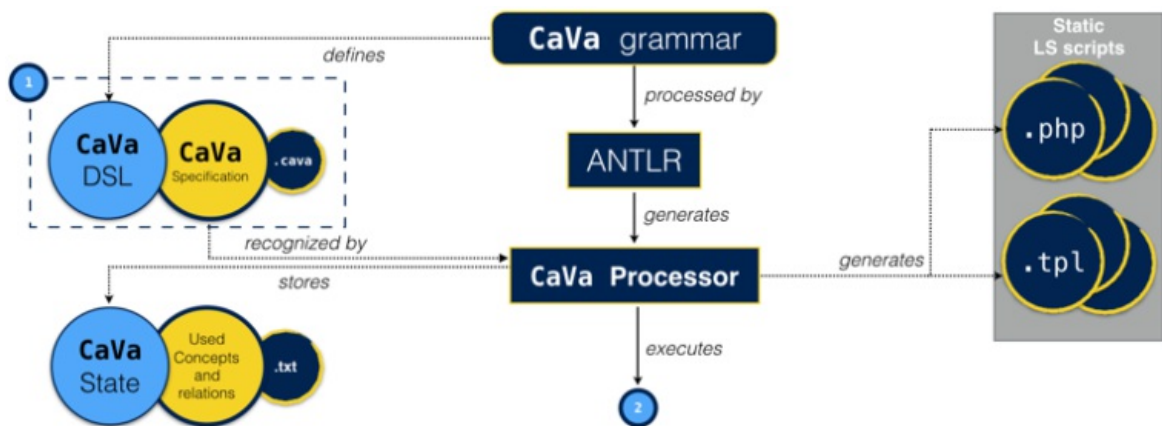 CaVa grammar
Static
LS scripts
defines
1
processed by
CaVa
DSL
CaVa
Specification
.cava
ANTLR
.php
generates
recognized by
CaVa Processor
generates
.tpl
stores
CaVa
State
Used
Concepts
and
relations
.txt
executes
2